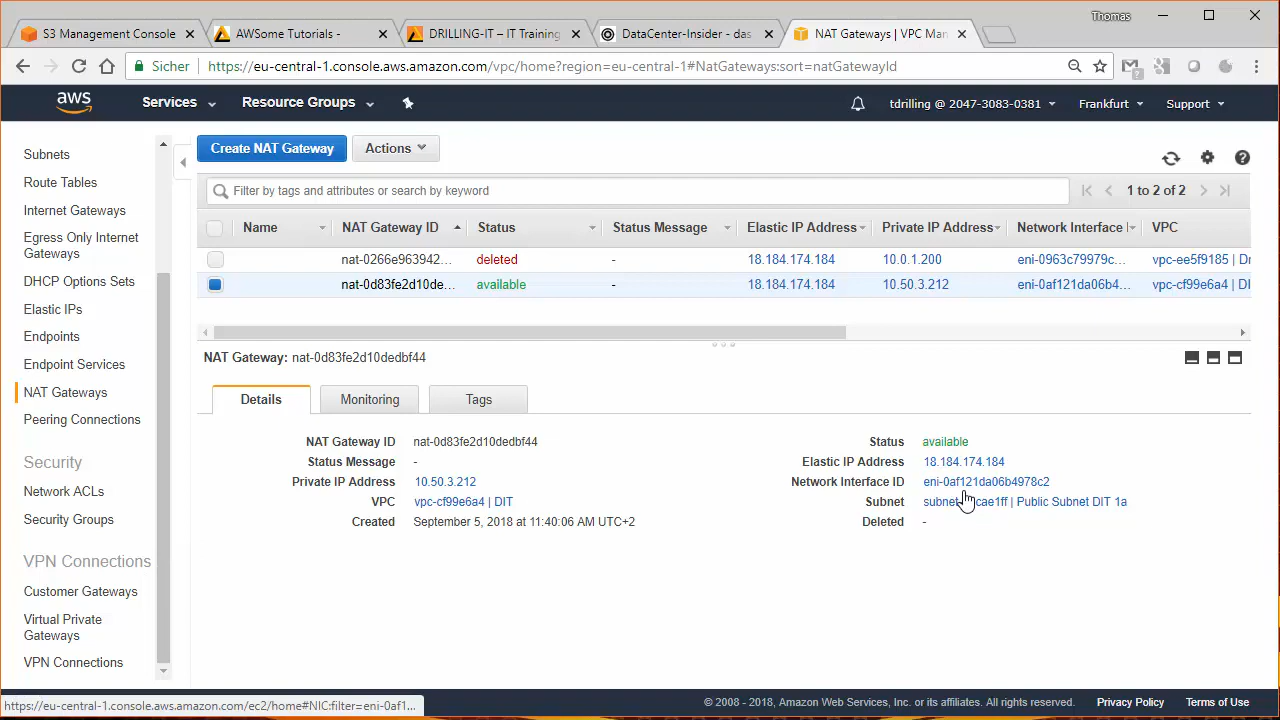 Thomas
S3 Management Console
AWSome Tutorials -
DRILLING-IT – IT Training
DataCenter-Insider - das
NAT Gateways | VPC Man
Sicher
https://eu-central-1.console.aws.amazon.com/vpc/home?region=eu-central-1#NatGateways:sort=natGatewayId
aws
Services
Resource Groups
tdrilling @ 2047-3083-0381
Frankfurt
Support
Subnets
Route Tables
Internet Gateways
Egress Only Internet
Gateways
DHCP Options Sets
Elastic IPs
Endpoints
Endpoint Services
NAT Gateways
Peering Connections
Security
Network ACLs
Security Groups
VPN Connections
Customer Gateways
Virtual Private
Gateways
VPN Connections
Create NAT Gateway
Actions
Filter by tags and attributes or search by keyword
1 to 2 of 2
Name NAT Gateway ID Status Status Message Elastic IP Address Private IP Address Network Interface I VPC
nat-0266e963942... deleted - 18.184.174.184 10.0.1.200 eni-0963c79979c... vpc-ee5f9185 | Dr
nat-0d83fe2d10de... available - 18.184.174.184 10.50.3.212 eni-0af121da06b4... vpc-cf99e6a4 | DI
NAT Gateway: nat-0d83fe2d10dedbf44
Details
Monitoring
Tags
NAT Gateway ID nat-0d83fe2d10dedbf44
Status available
Status Message -
Elastic IP Address 18.184.174.184
Private IP Address 10.50.3.212
Network Interface ID eni-0af121da06b4978c2
VPC vpc-cf99e6a4 | DIT
Subnet | Public Subnet DIT 1a
Created September 5, 2018 at 11:40:06 AM UTC+2
Deleted -
https://eu-central-1.console.aws.amazon.com/ec2/home#NIC:filter=eni-0af1...
© 2008 - 2018, Amazon Web Services, Inc. or its affiliates. All rights reserved.
Privacy Policy
Terms of Use